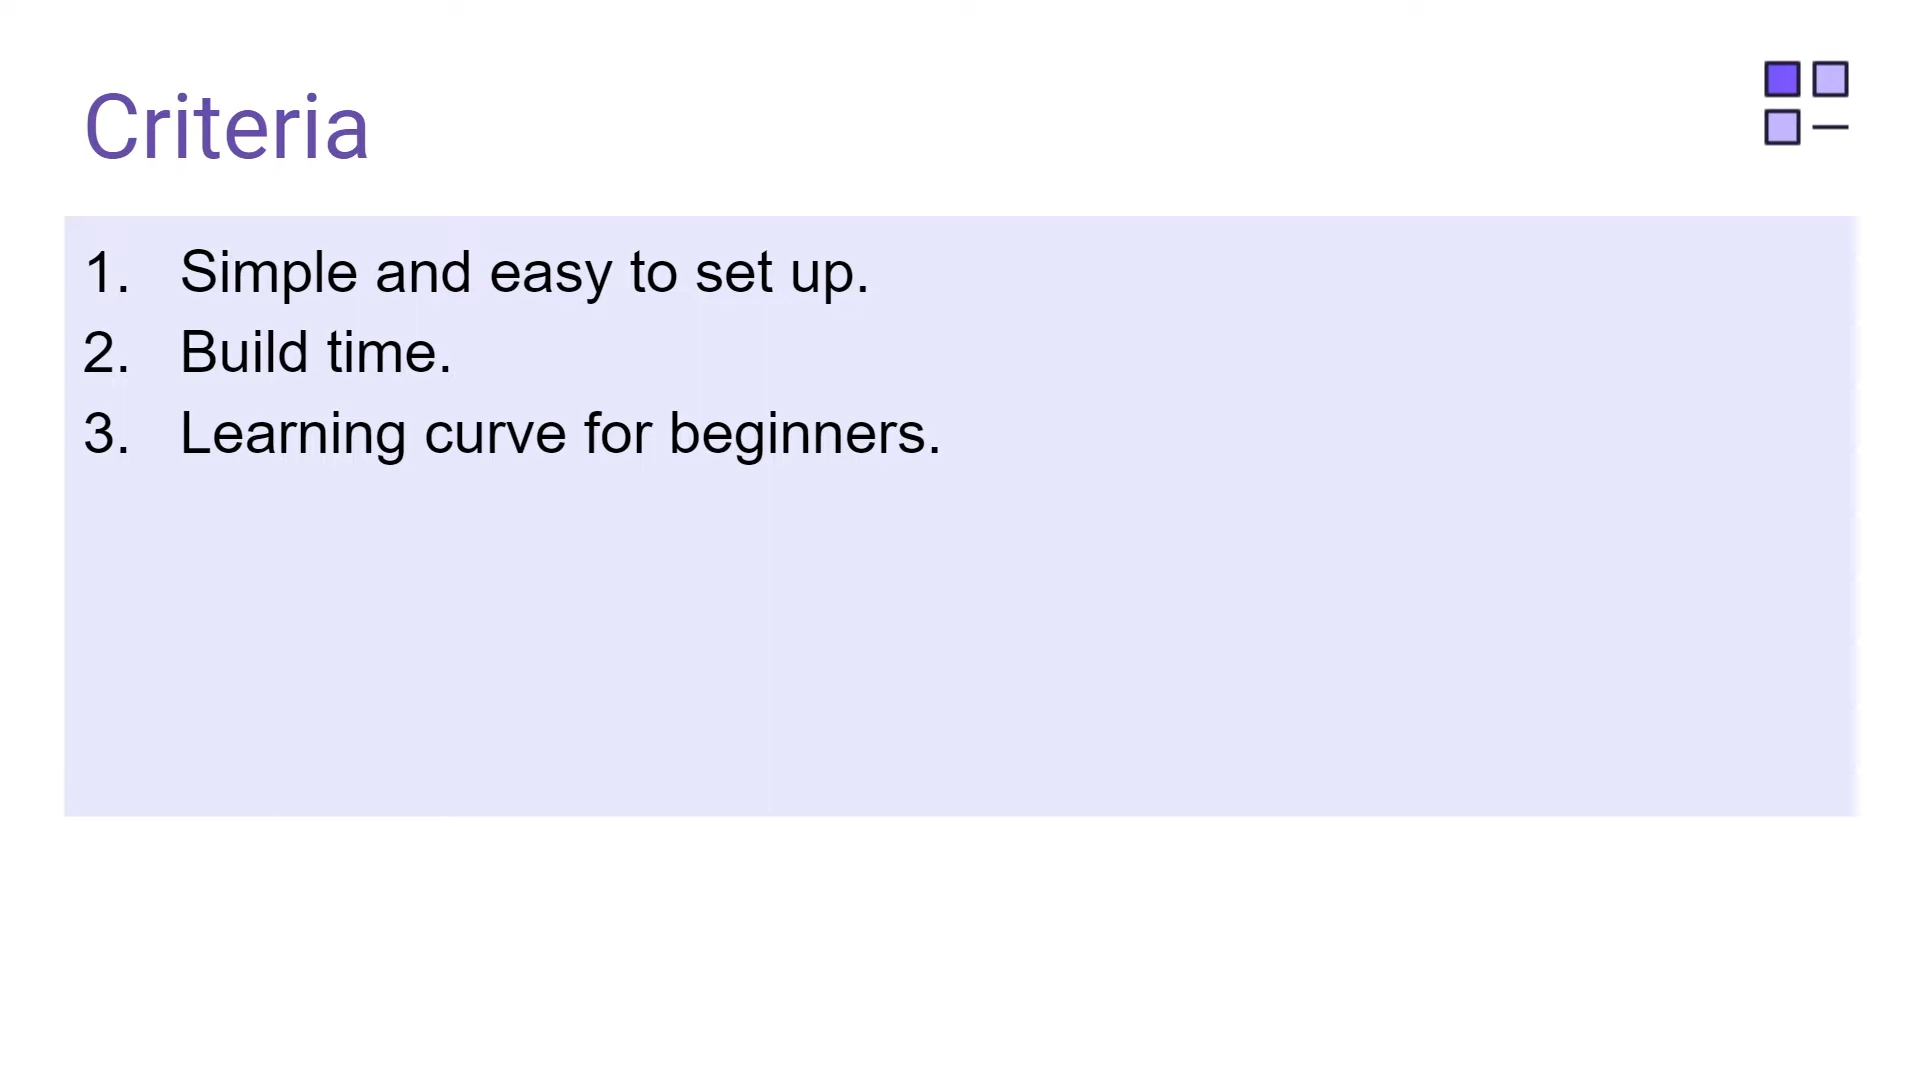 Criteria
1. Simple and easy to set up.
2. Build time.
3. Learning curve for beginners.